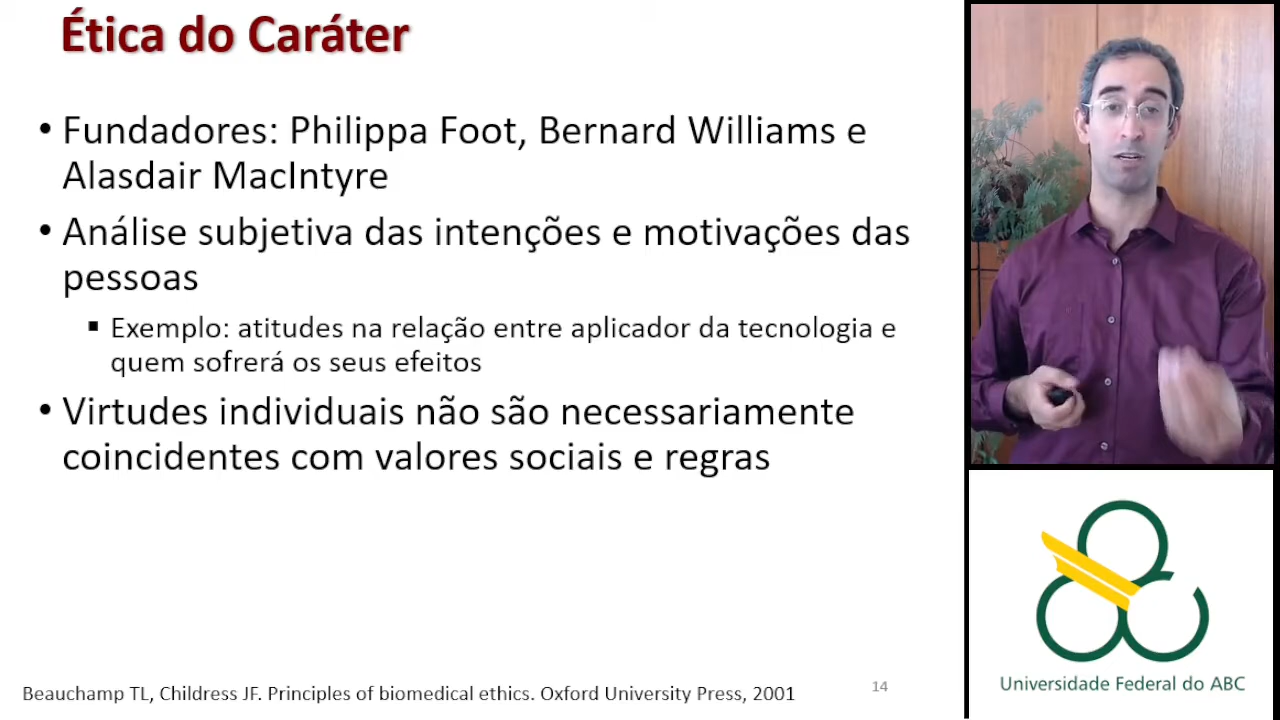 Ética do Caráter
• Fundadores: Philippa Foot, Bernard Williams e
Alasdair MacIntyre
• Análise subjetiva das intenções e motivações das
pessoas
▪ Exemplo: atitudes na relação entre aplicador da tecnologia e
quem sofrerá os seus efeitos
• Virtudes individuais não são necessariamente
coincidentes com valores sociais e regras
Beauchamp TL, Childress JF. Principles of biomedical ethics. Oxford University Press, 2001
14
Universidade Federal do ABC